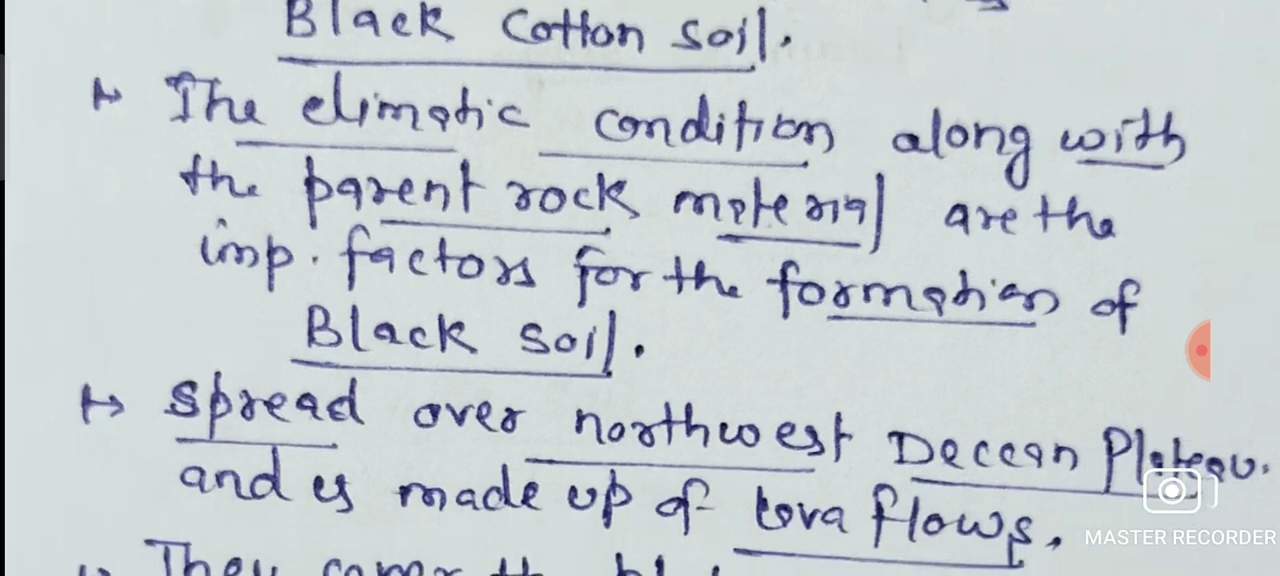 Black Cotton Soil.
→ The climatic condition along with
the parent rock material are the
imp. factors for the formation of
Black Soil.
→ Spread over northwest Deccan Plateau.
and is made up of lava flows.
They
MASTER RECORDER